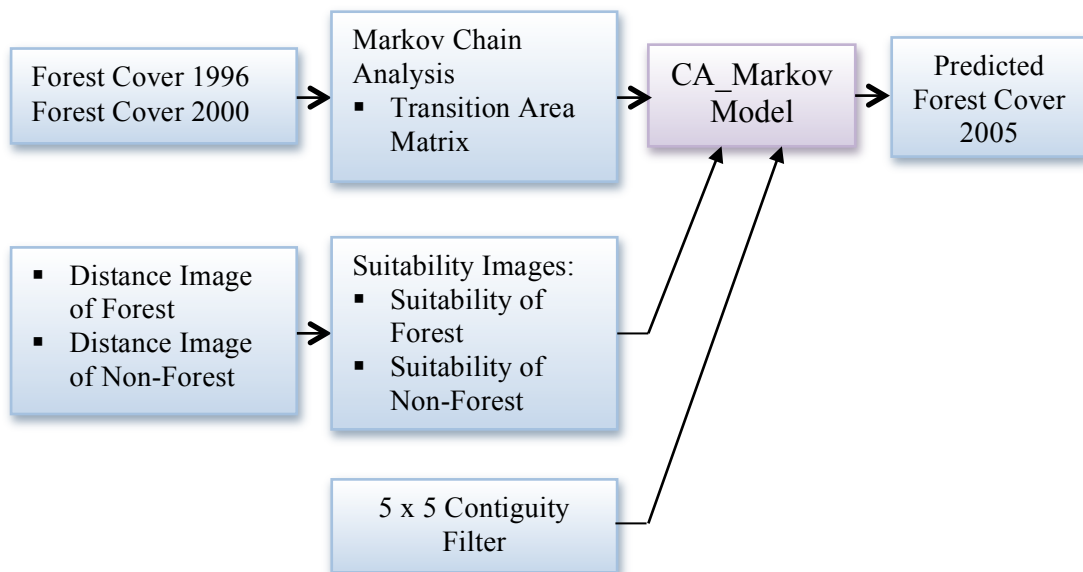 Forest Cover 1996
Forest Cover 2000
Markov Chain
Analysis
▪ Transition Area
Matrix
CA_Markov
Model
Predicted
Forest Cover
2005
▪ Distance Image
of Forest
▪ Distance Image
of Non-Forest
Suitability Images:
▪ Suitability of
Forest
▪ Suitability of
Non-Forest
5 x 5 Contiguity
Filter